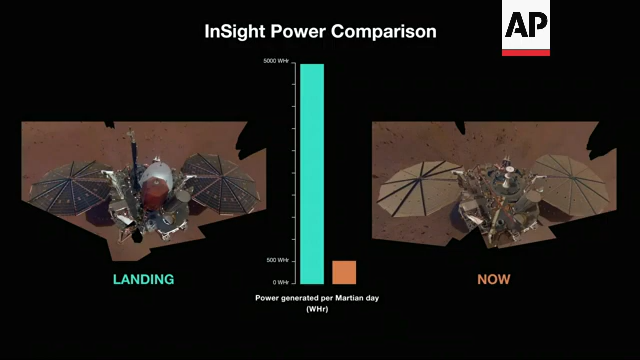 InSight Power Comparison
AP
5000 WHr
500 WHr
0 WHr
LANDING
NOW
Power generated per Martian day
(WHr)